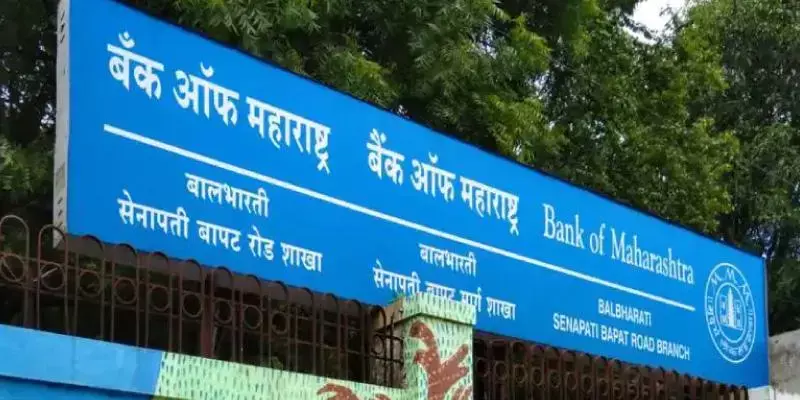 बँक ऑफ महाराष्ट्र
बालभारती
सेनापती बापट रोड शाखा
बैंक ऑफ महाराष्ट्र
बालभारती
सेनापती बापट मार्ग शाखा
Bank of Maharashtra
BALBHARATI
SENAPATI BAPAT ROAD BRANCH